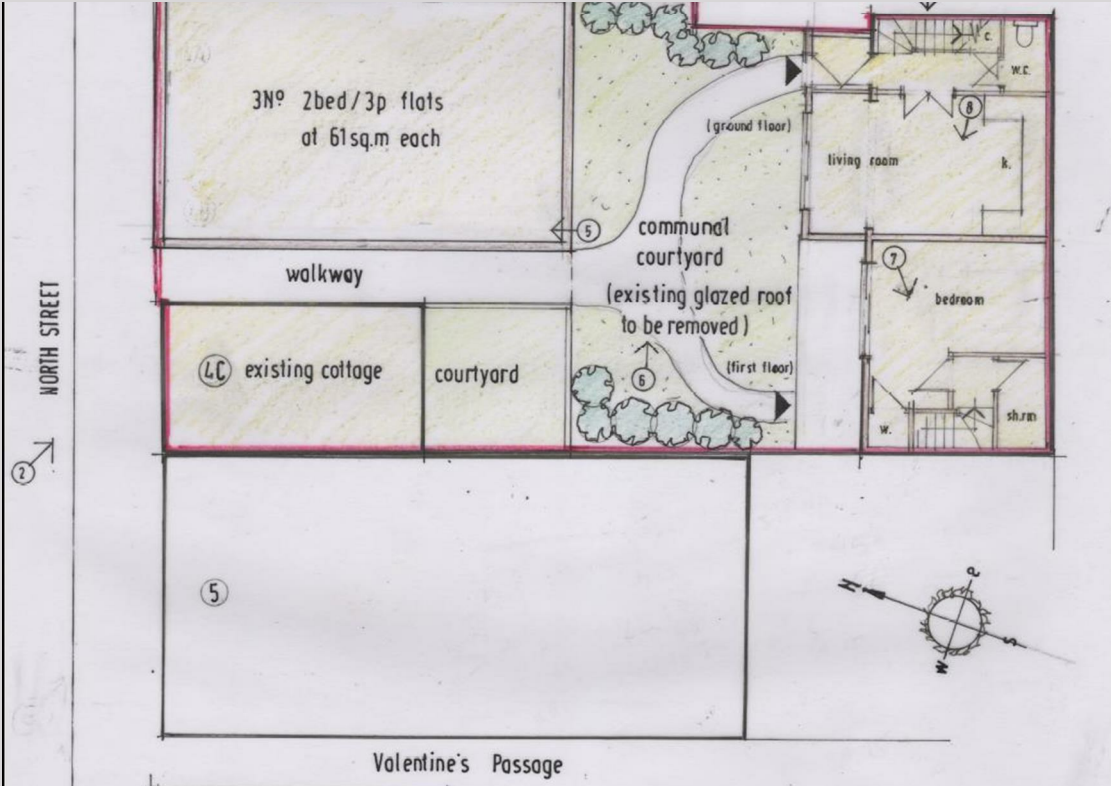 3Nº 2bed/3p flats
at 61sq.m each
c.
w.c.
(ground floor)
8
living room
k.
5
communal
courtyard
walkway
7
(existing glazed roof
to be removed)
bedroom
NORTH STREET
4C existing cottage
courtyard
6
(first floor)
w.
sh.rm
2
5
N
e
s
w
Valentine's Passage